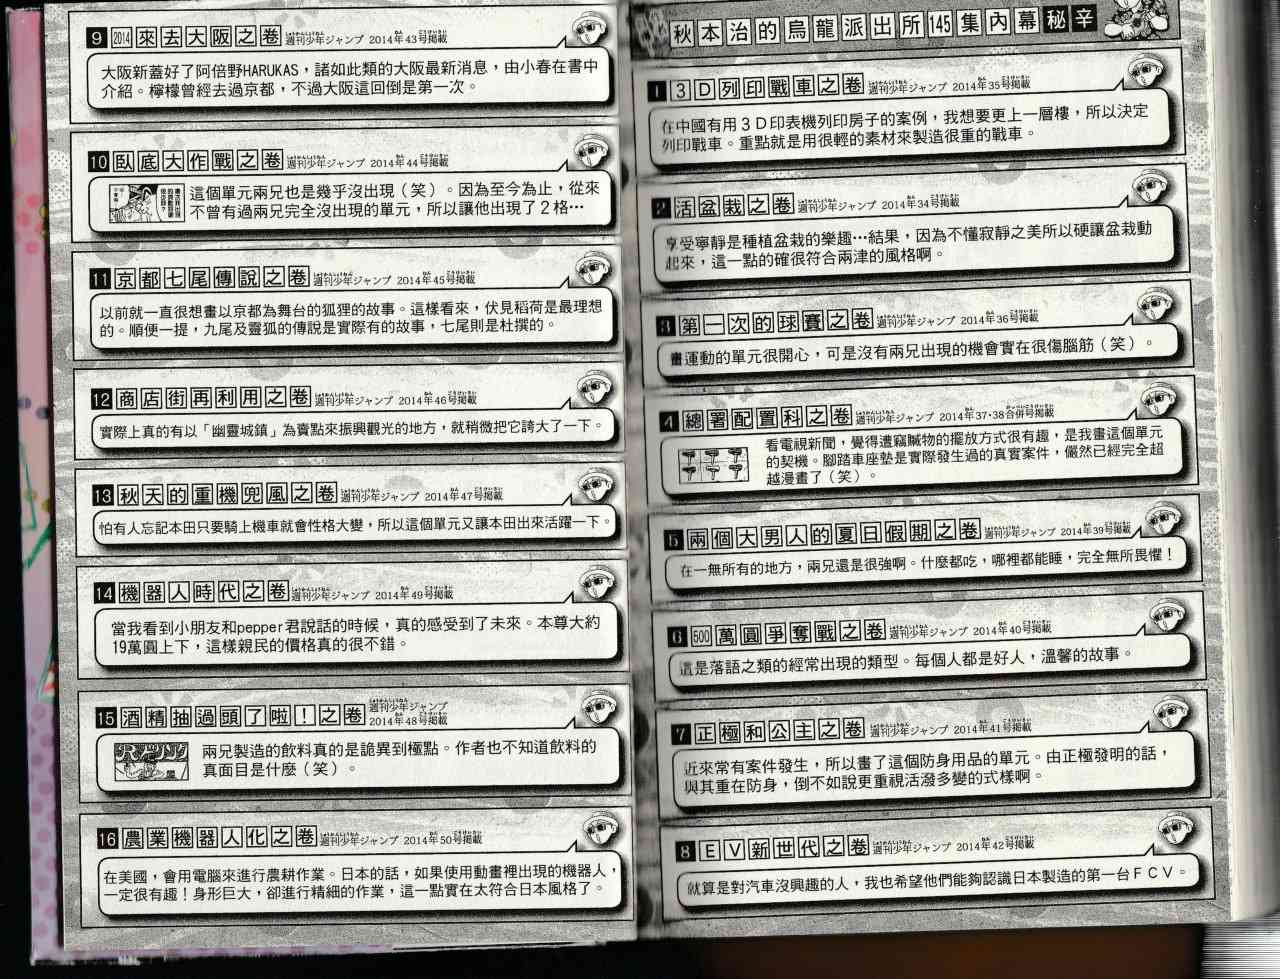 秋本治的烏龍派出所145集內幕秘辛
1 3D列印戰車之卷 週刊少年ジャンプ 2014年35号掲載
在中國有用3D印表機列印房子的案例，我想要更上一層樓，所以決定
列印戰車。重點就是用很輕的素材來製造很重的戰車。
2 活盆栽之卷 週刊少年ジャンプ 2014年34号掲載
享受寧靜是種植盆栽的樂趣…結果，因為不懂寂靜之美所以硬讓盆栽動
起來，這一點的確很符合兩津的風格啊。
3 第一次的球賽之卷 週刊少年ジャンプ 2014年36号掲載
畫運動的單元很開心，可是沒有兩兄出現的機會實在很傷腦筋（笑）。
4 總署配置科之卷 週刊少年ジャンプ 2014年37・38合併号掲載
看電視新聞，覺得遭竊贓物的擺放方式很有趣，是我畫這個單元
的契機。腳踏車座墊是實際發生過的真實案件，儼然已經完全超
越漫畫了（笑）。
5 兩個大男人的夏日假期之卷 週刊少年ジャンプ 2014年39号掲載
在一無所有的地方，兩兄還是很強啊。什麼都吃，哪裡都能睡，完全無所畏懼！
6 500萬圓爭奪戰之卷 週刊少年ジャンプ 2014年40号掲載
這是落語之類的經常出現的類型。每個人都是好人，溫馨的故事。
7 正極和公主之卷 週刊少年ジャンプ 2014年41号掲載
近來常有案件發生，所以畫了這個防身用品的單元。由正極發明的話，
與其重在防身，倒不如說更重視活潑多變的式樣啊。
8 EV新世代之卷 週刊少年ジャンプ 2014年42号掲載
就算是對汽車沒興趣的人，我也希望他們能夠認識日本製造的第一台FCV。
9 2014來去大阪之卷 週刊少年ジャンプ 2014年43号掲載
大阪新蓋好了阿倍野HARUKAS，諸如此類的大阪最新消息，由小春在書中
介紹。檸檬曾經去過京都，不過大阪這回倒是第一次。
10 臥底大作戰之卷 週刊少年ジャンプ 2014年44号掲載
這個單元兩兄也是幾乎沒出現（笑）。因為至今為止，從來
不曾有過兩兄完全沒出現的單元，所以讓他出現了2格…
11 京都七尾傳說之卷 週刊少年ジャンプ 2014年45号掲載
以前就一直很想畫以京都為舞台的狐狸的故事。這樣看來，伏見稻荷是最理想
的。順便一提，九尾及靈狐的傳說是實際有的故事，七尾則是杜撰的。
12 商店街再利用之卷 週刊少年ジャンプ 2014年46号掲載
實際上真的有以「幽靈城鎮」為賣點來振興觀光的地方，就稍微把它誇大了一下。
13 秋天的重機兜風之卷 週刊少年ジャンプ 2014年47号掲載
怕有人忘記本田只要騎上機車就會性格大變，所以這個單元又讓本田出來活躍一下。
14 機器人時代之卷 週刊少年ジャンプ 2014年49号掲載
當我看到小朋友和pepper君說話的時候，真的感受到了未來。本尊大約
19萬圓上下，這樣親民的價格真的很不錯。
15 酒精抽過頭了啦！之卷 週刊少年ジャンプ
2014年48号掲載
兩兄製造的飲料真的是詭異到極點。作者也不知道飲料的
真面目是什麼（笑）。
16 農業機器人化之卷 週刊少年ジャンプ 2014年50号掲載
在美國，會用電腦來進行農耕作業。日本的話，如果使用動畫裡出現的機器人，
一定很有趣！身形巨大，卻進行精細的作業，這一點實在太符合日本風格了。